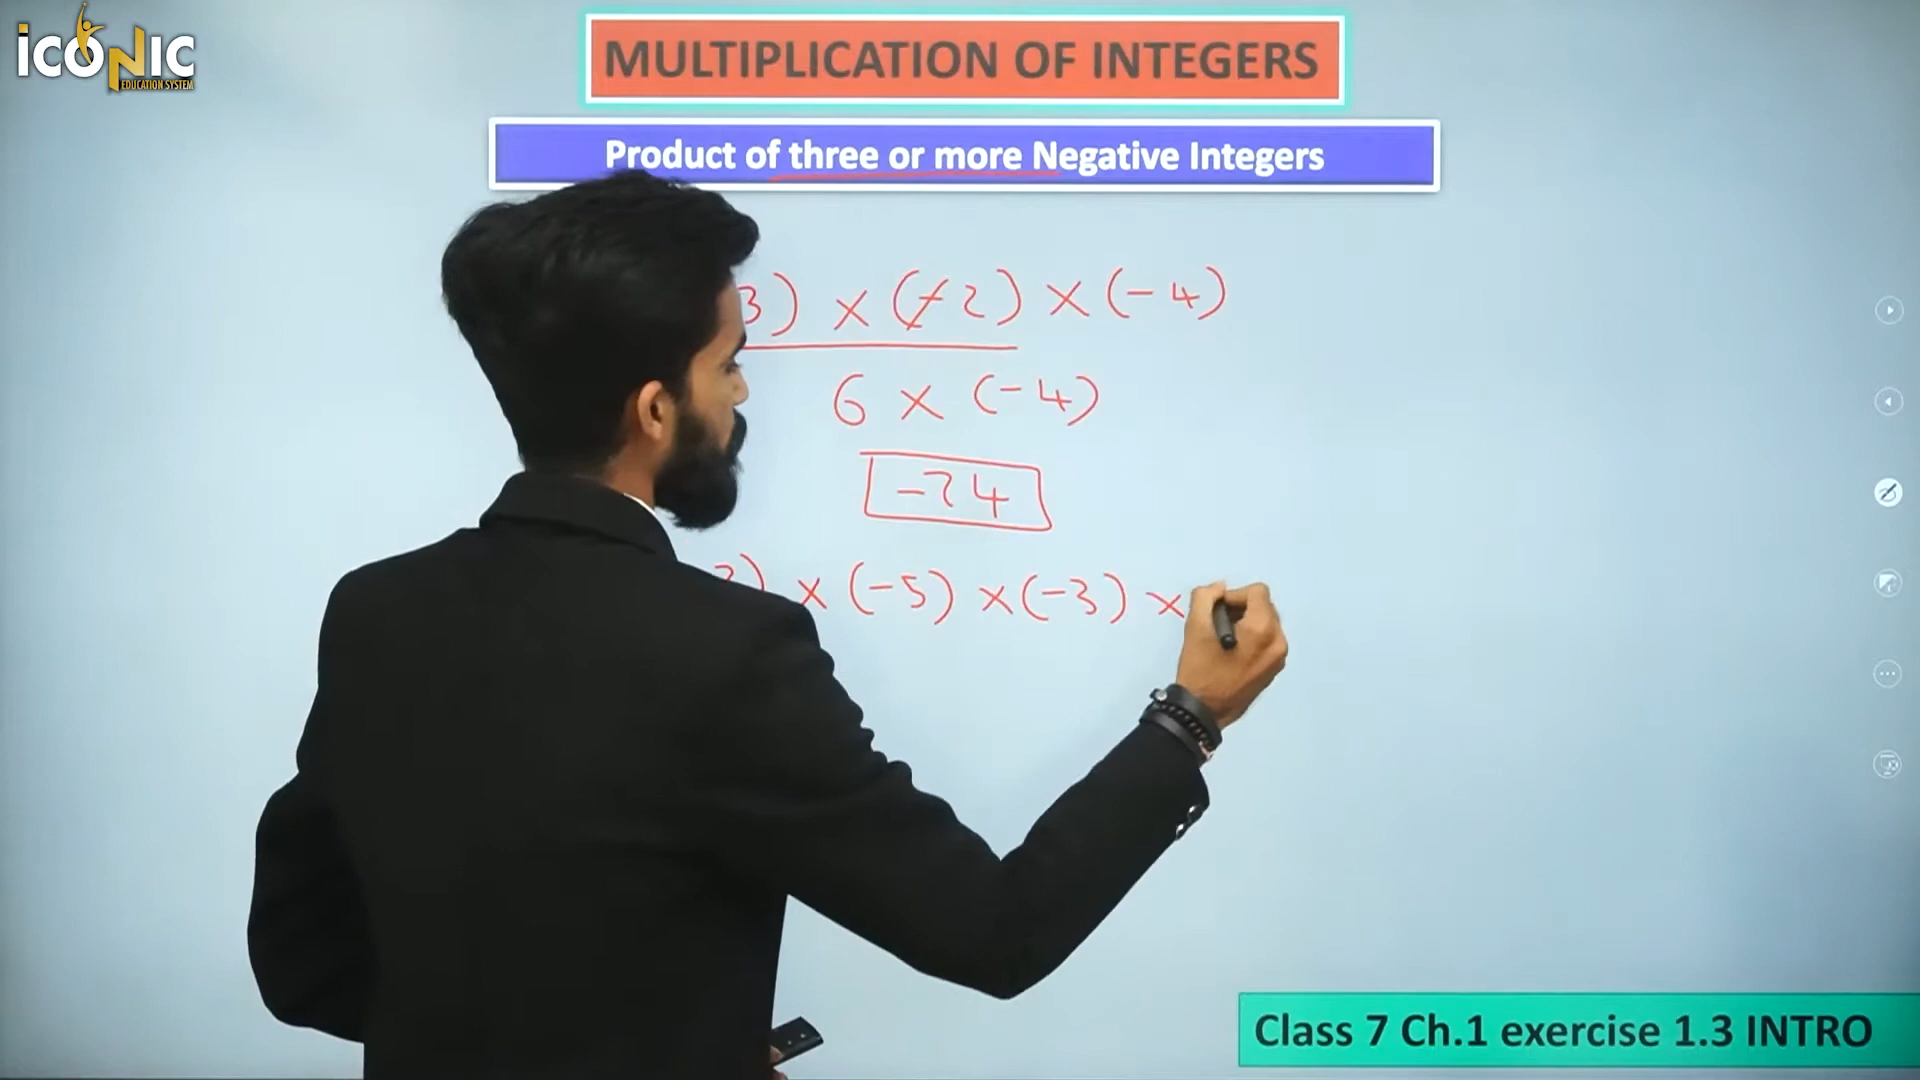 ICONIC
EDUCATION SYSTEM
MULTIPLICATION OF INTEGERS
Product of three or more Negative Integers
3) × (-2) × (-4)
6 × (-4)
-24
) × (-5) × (-3) ×
Class 7 Ch.1 exercise 1.3 INTRO